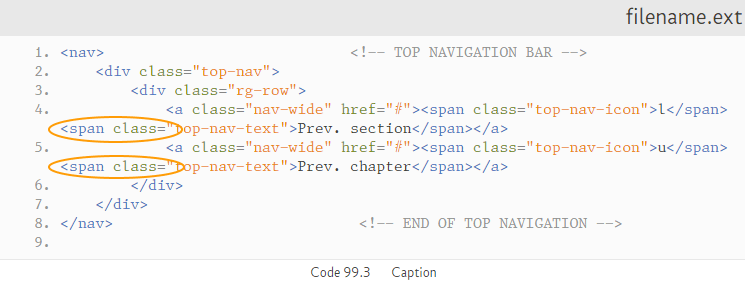 filename.ext
1. <nav> <!-- TOP NAVIGATION BAR -->
2. <div class="top-nav">
3. <div class="rg-row">
4. <a class="nav-wide" href="#"><span class="top-nav-icon">l</span>
<span class="top-nav-text">Prev. section</span></a>
5. <a class="nav-wide" href="#"><span class="top-nav-icon">u</span>
<span class="top-nav-text">Prev. chapter</span></a>
6. </div>
7. </div>
8. </nav> <!-- END OF TOP NAVIGATION -->
9.
Code 99.3 Caption